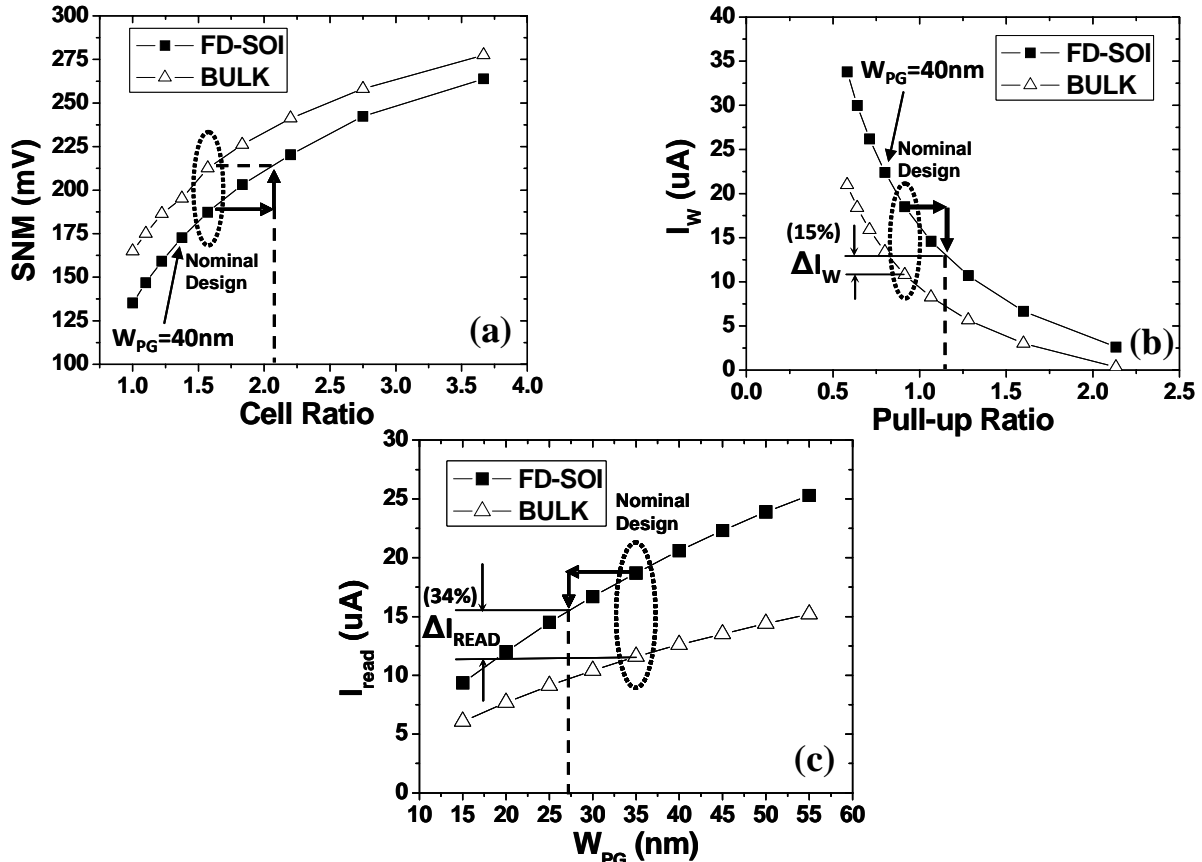 300
275
250
225
200
175
150
125
100
SNM (mV)
FD-SOI
BULK
Nominal
Design
W_PG=40nm
(a)
1.0 1.5 2.0 2.5 3.0 3.5 4.0
Cell Ratio
40
35
30
25
20
15
10
5
0
I_W (uA)
W_PG=40nm
FD-SOI
BULK
Nominal
Design
(15%)
ΔI_W
(b)
0.0 0.5 1.0 1.5 2.0 2.5
Pull-up Ratio
30
25
20
15
10
5
0
I_read (uA)
FD-SOI
BULK
Nominal
Design
(34%)
ΔI_READ
(c)
10 15 20 25 30 35 40 45 50 55 60
W_PG (nm)